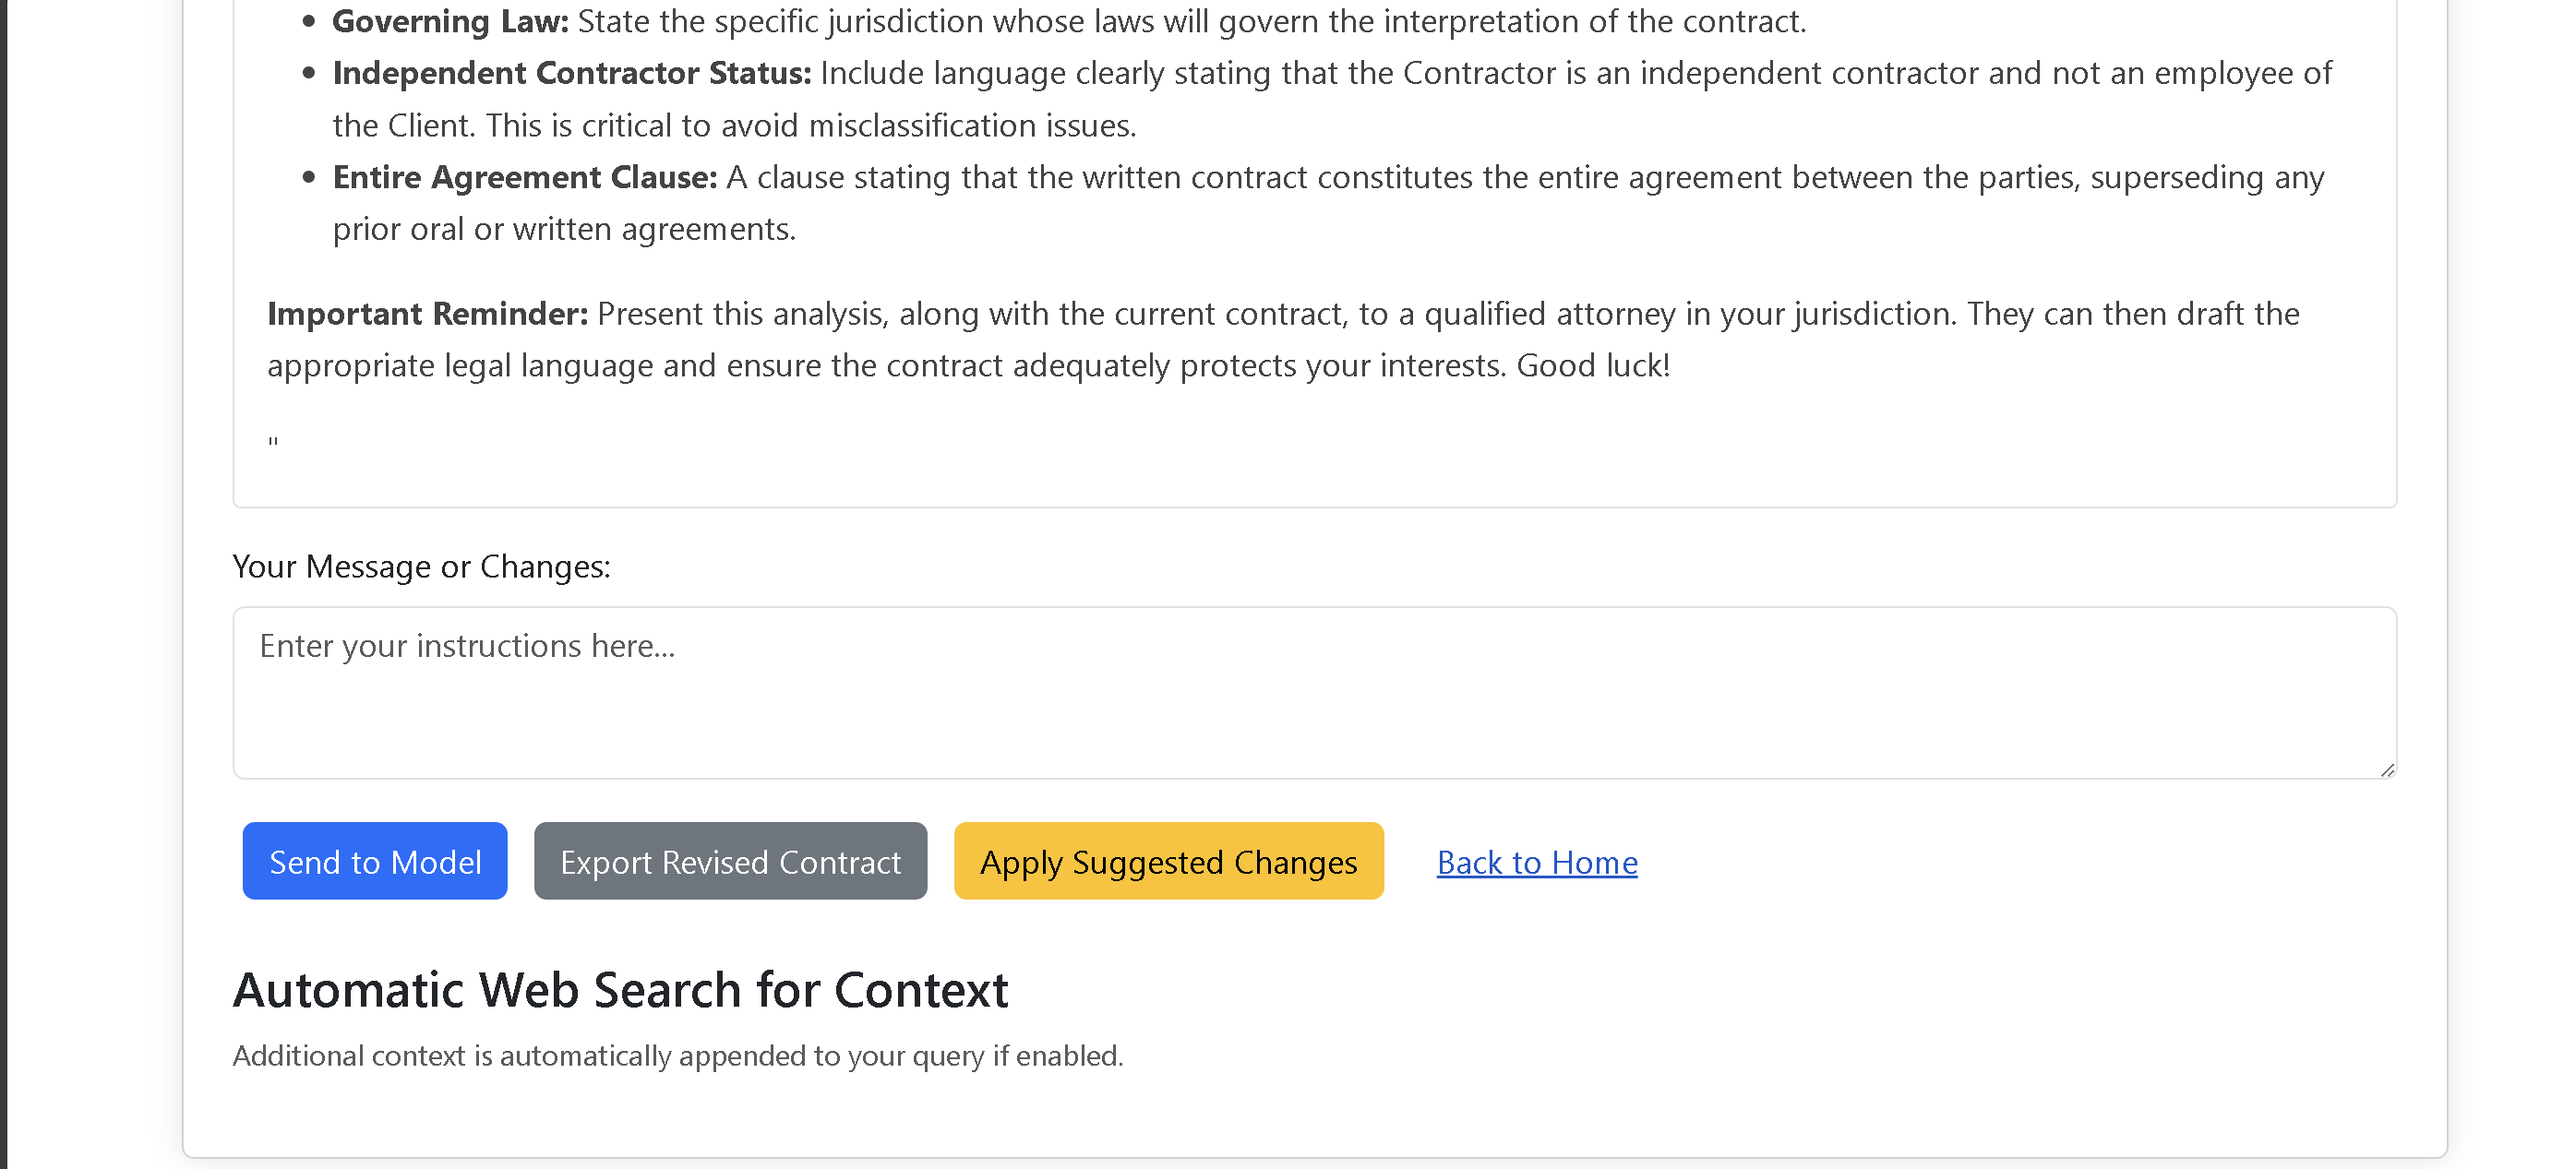 • Governing Law: State the specific jurisdiction whose laws will govern the interpretation of the contract.
• Independent Contractor Status: Include language clearly stating that the Contractor is an independent contractor and not an employee of
the Client. This is critical to avoid misclassification issues.
• Entire Agreement Clause: A clause stating that the written contract constitutes the entire agreement between the parties, superseding any
prior oral or written agreements.
Important Reminder: Present this analysis, along with the current contract, to a qualified attorney in your jurisdiction. They can then draft the
appropriate legal language and ensure the contract adequately protects your interests. Good luck!
"
Your Message or Changes:
Enter your instructions here...
Send to Model Export Revised Contract Apply Suggested Changes Back to Home
Automatic Web Search for Context
Additional context is automatically appended to your query if enabled.